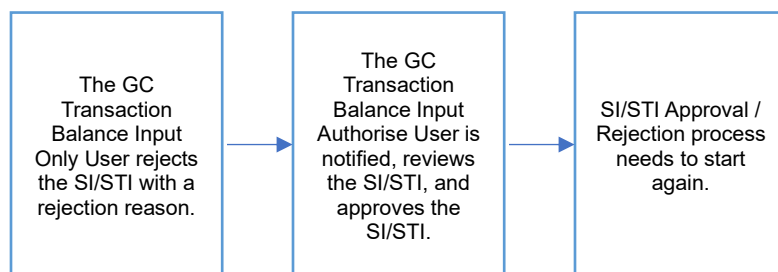 The GC
Transaction
Balance Input
Only User rejects
the SI/STI with a
rejection reason.
The GC
Transaction
Balance Input
Authorise User is
notified, reviews
the SI/STI, and
approves the
SI/STI.
SI/STI Approval /
Rejection process
needs to start
again.